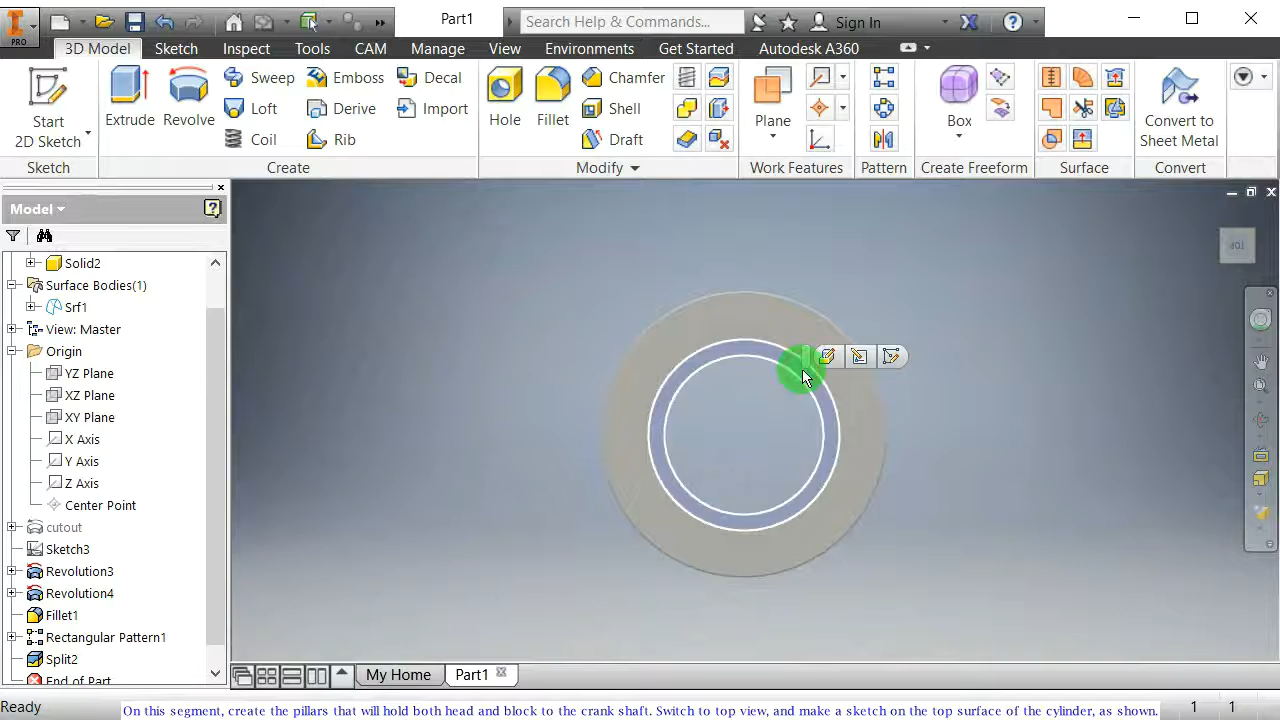 Part1
Search Help & Commands...
Sign In
PRO
3D Model
Sketch
Inspect
Tools
CAM
Manage
View
Environments
Get Started
Autodesk A360
Start
2D Sketch
Extrude
Revolve
Sweep
Loft
Coil
Emboss
Derive
Rib
Decal
Import
Hole
Fillet
Chamfer
Shell
Draft
Plane
Box
Convert to
Sheet Metal
Sketch
Create
Modify
Work Features
Pattern
Create Freeform
Surface
Convert
Model
Solid2
Surface Bodies(1)
Srf1
View: Master
Origin
YZ Plane
XZ Plane
XY Plane
X Axis
Y Axis
Z Axis
Center Point
cutout
Sketch3
Revolution3
Revolution4
Fillet1
Rectangular Pattern1
Split2
End of Part
TOP
My Home
Part1
Ready
On this segment, create the pillars that will hold both head and block to the crank shaft. Switch to top view, and make a sketch on the top surface of the cylinder, as shown.
1
1